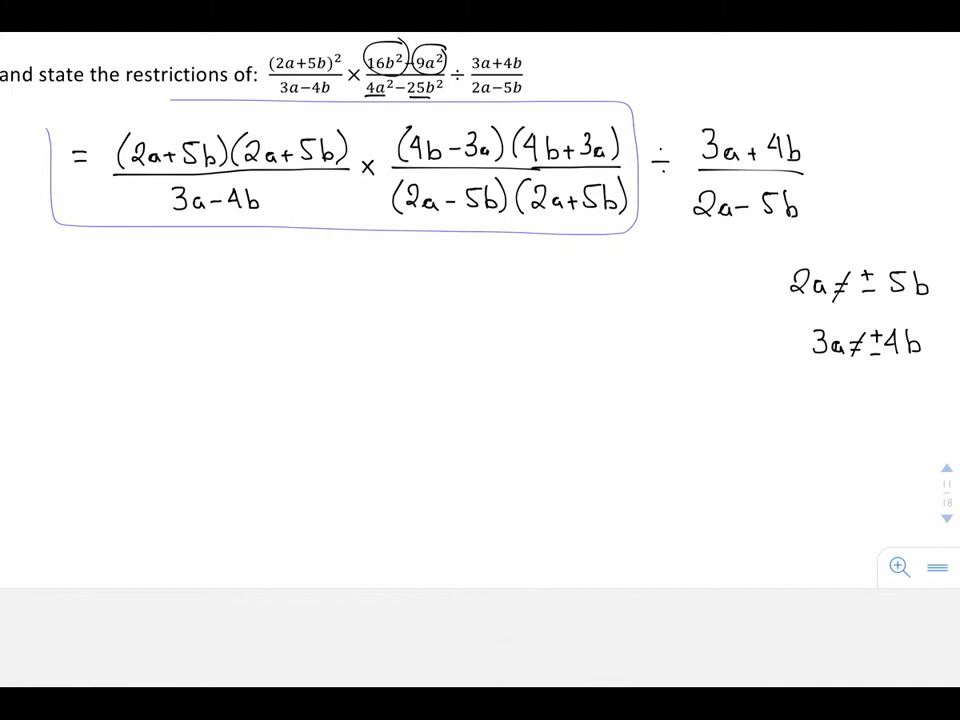 and state the restrictions of: (2a+5b)²/3a−4b × 16b²−9a²/4a²−25b² ÷ 3a+4b/2a−5b
= (2a+5b)(2a+5b)/3a−4b × (4b−3a)(4b+3a)/(2a−5b)(2a+5b) ÷ 3a+4b/2a−5b
2a≠± 5b
3a≠±4b
11
18